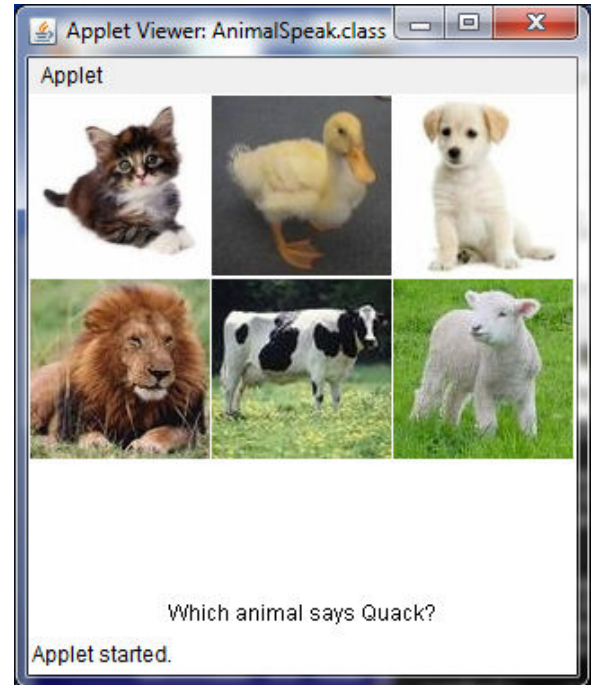 Applet Viewer: AnimalSpeak.class
Applet
Which animal says Quack?
Applet started.